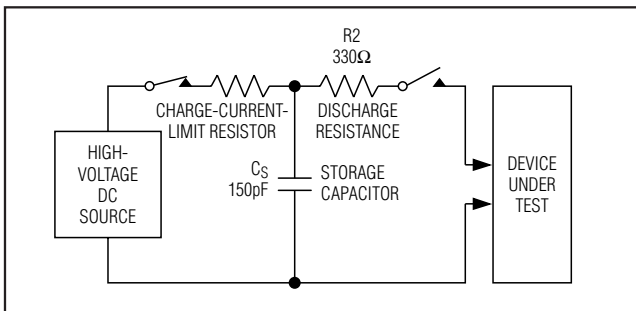 R2
330Ω
CHARGE-CURRENT-
LIMIT RESISTOR
DISCHARGE
RESISTANCE
HIGH-
VOLTAGE
DC
SOURCE
CS
150pF
STORAGE
CAPACITOR
DEVICE
UNDER
TEST